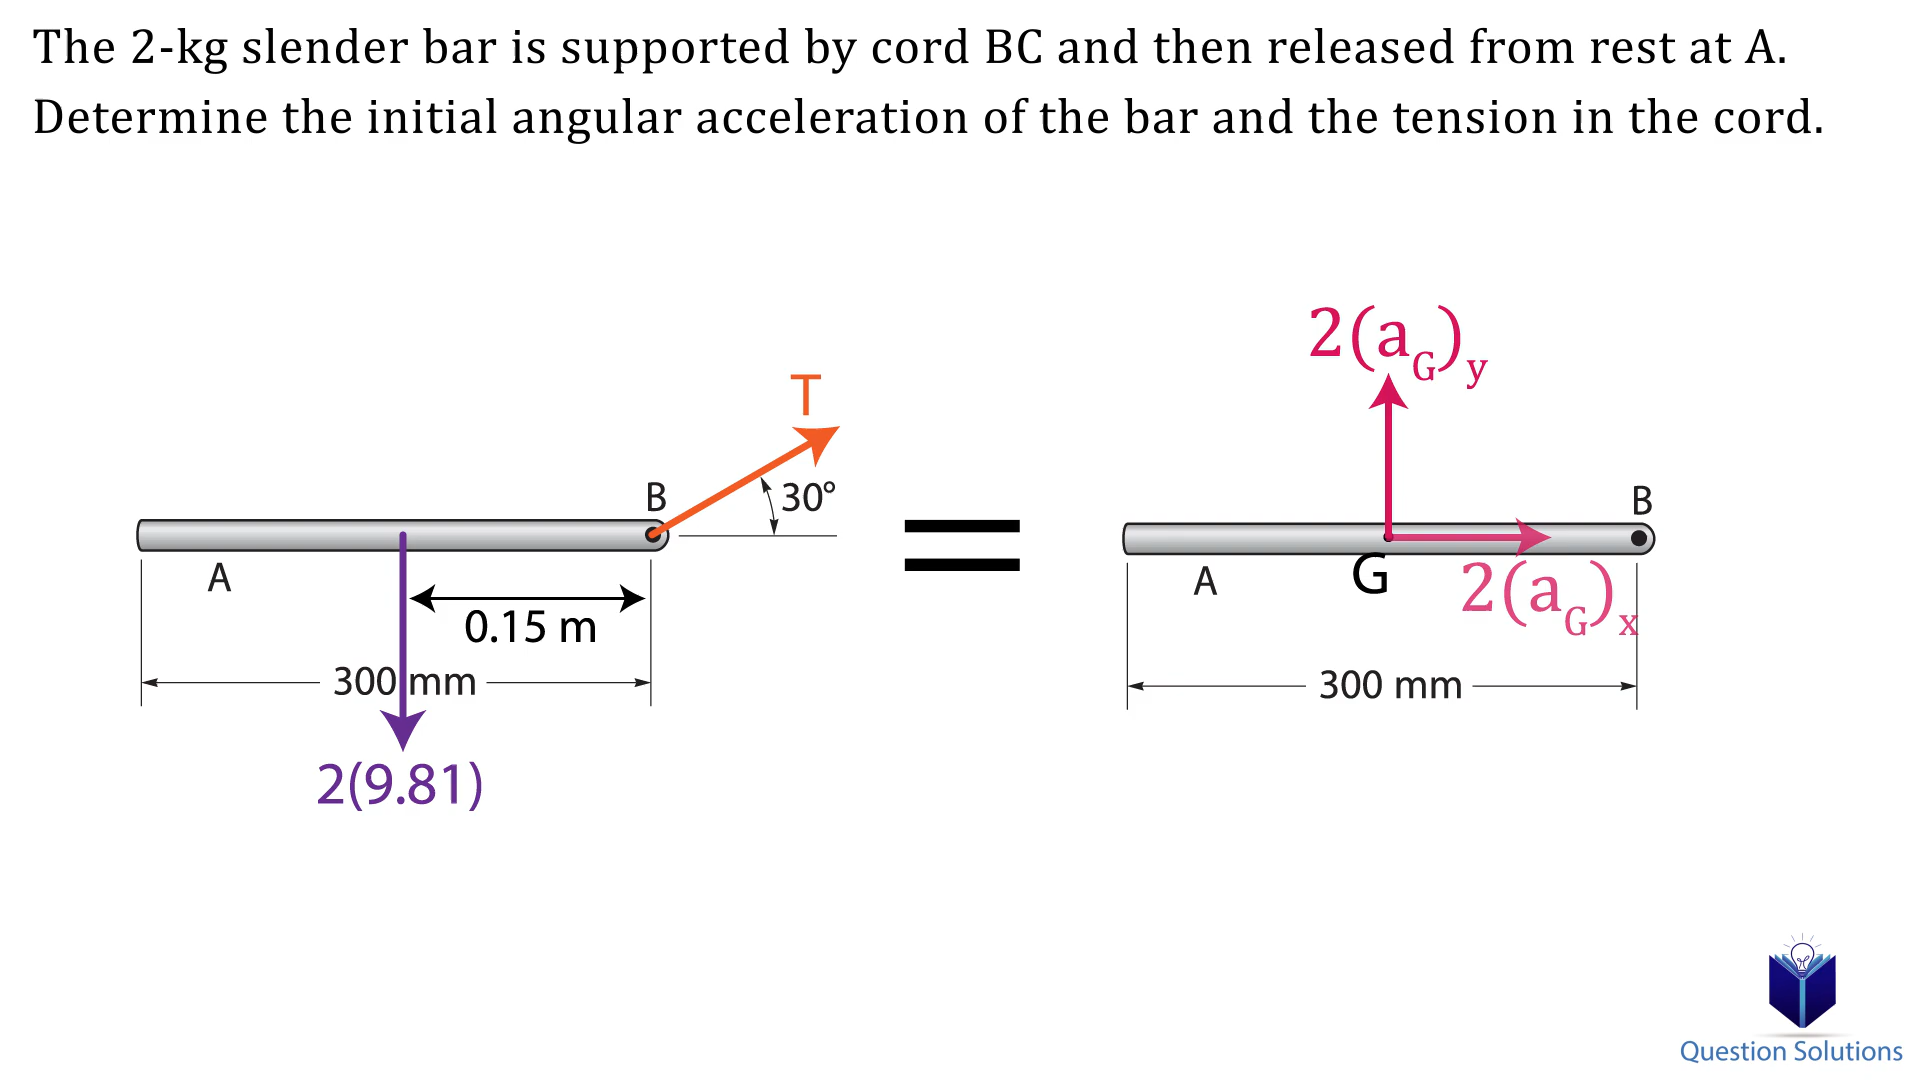 The 2-kg slender bar is supported by cord BC and then released from rest at A.
Determine the initial angular acceleration of the bar and the tension in the cord.
T
B
30°
A
0.15 m
300 mm
2(9.81)
2(a_G)_y
B
A
G
2(a_G)_x
300 mm
Question Solutions